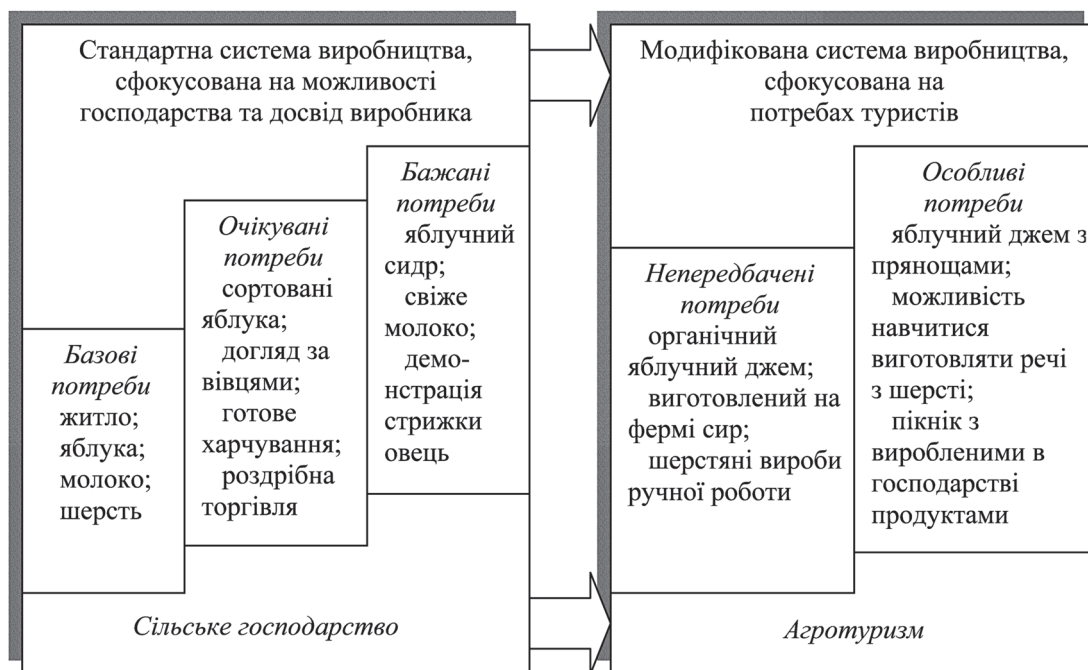 Стандартна система виробництва,
сфокусована на можливості
господарства та досвід виробника
Базові
потреби
житло;
яблука;
молоко;
шерсть
Очікувані
потреби
сортовані
яблука;
догляд за
вівцями;
готове
харчування;
роздрібна
торгівля
Бажані
потреби
яблучний
сидр;
свіже
молоко;
демо-
нстрація
стрижки
овець
Сільське господарство
Модифікована система виробництва,
сфокусована на
потребах туристів
Непередбачені
потреби
органічний
яблучний джем;
виготовлений на
фермі сир;
шерстяні вироби
ручної роботи
Особливі
потреби
яблучний джем з
прянощами;
можливість
навчитися
виготовляти речі
з шерсті;
пікнік з
виробленими в
господарстві
продуктами
Агротуризм